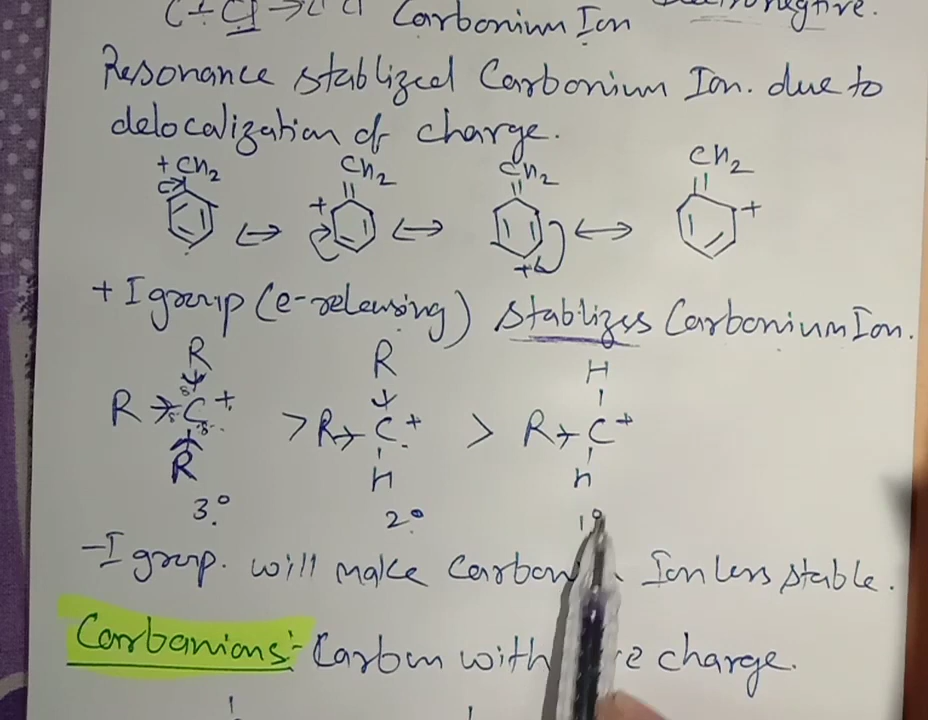 Carbonium Ion
Resonance stablized Carbonium Ion. due to
delocalization of charge.
+CH2 CH2 CH2 CH2
+ + +
+I group (e-releasing) stablizes Carbonium Ion.
R R H
R C + > R C + > R C +
R H H
3° 2° 1°
-I group. will make Carbon Ion less stable.
Carbanions:- Carbon with -ve charge.